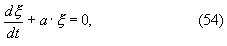 dξ/dt + a · ξ = 0, (54)